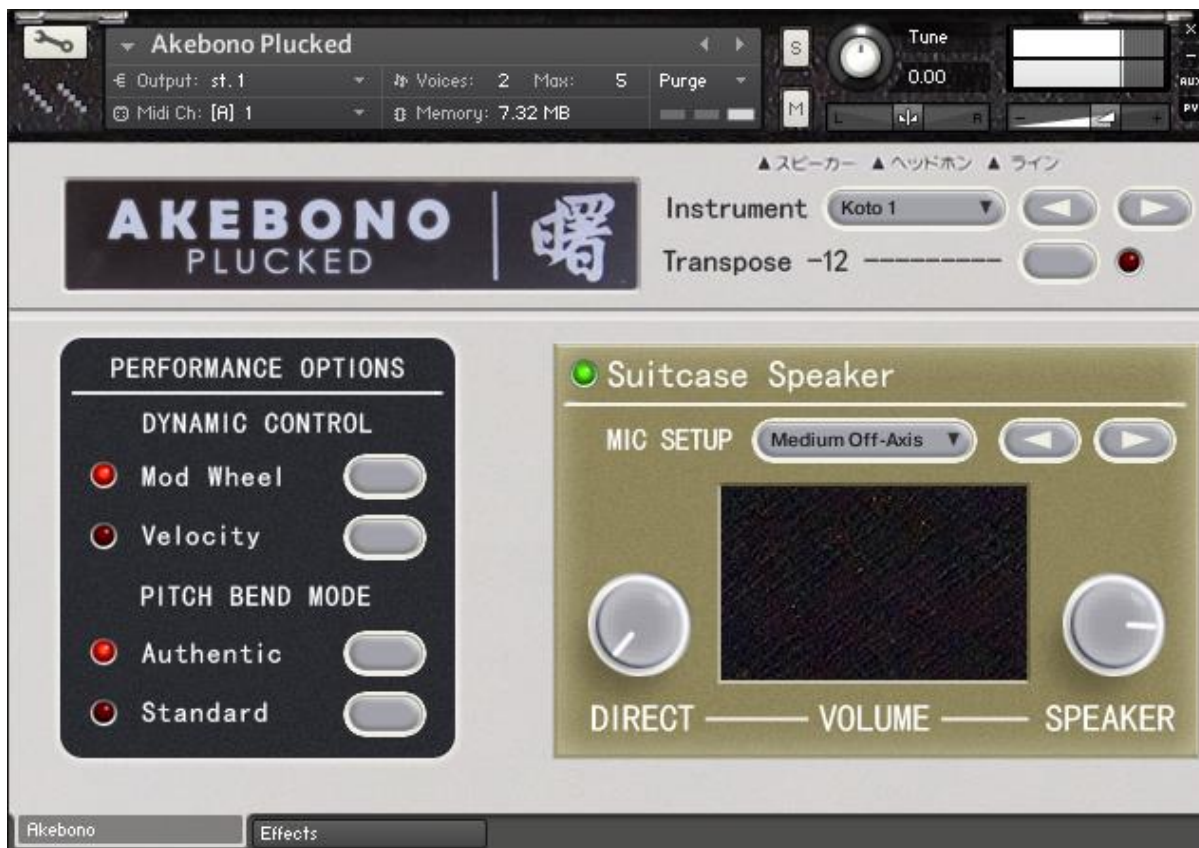 Akebono Plucked
S
Tune
Output: st. 1
Voices: 2 Max: 5
Purge
0.00
AUX
Midi Ch: [A] 1
Memory: 7.32 MB
M
L
R
PV
▲スピーカー ▲ヘッドホン ▲ライン
AKEBONO
PLUCKED
曙
Instrument
Koto 1
Transpose -12
PERFORMANCE OPTIONS
DYNAMIC CONTROL
Mod Wheel
Velocity
PITCH BEND MODE
Authentic
Standard
Suitcase Speaker
MIC SETUP
Medium Off-Axis
DIRECT
VOLUME
SPEAKER
Akebono
Effects